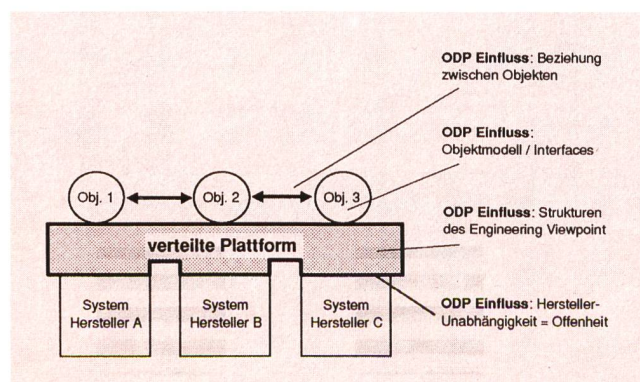 ODP Einfluss: Beziehung
zwischen Objekten
ODP Einfluss:
Objektmodell / Interfaces
Obj. 1
Obj. 2
Obj. 3
ODP Einfluss: Strukturen
des Engineering Viewpoint
verteilte Plattform
System
Hersteller A
System
Hersteller B
System
Hersteller C
ODP Einfluss: Hersteller-
Unabhängigkeit = Offenheit